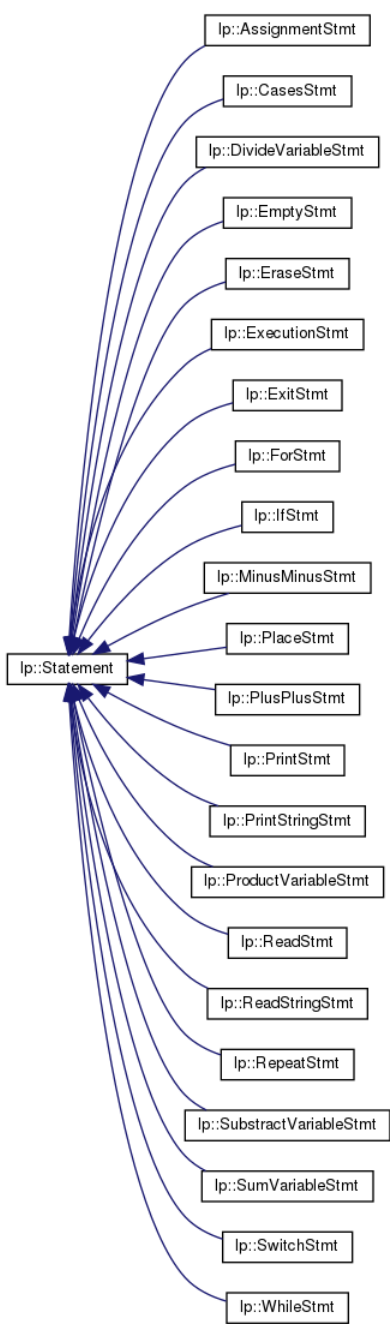 lp::AssignmentStmt
lp::CasesStmt
lp::DivideVariableStmt
lp::EmptyStmt
lp::EraseStmt
lp::ExecutionStmt
lp::ExitStmt
lp::ForStmt
lp::IfStmt
lp::MinusMinusStmt
lp::PlaceStmt
lp::Statement
lp::PlusPlusStmt
lp::PrintStmt
lp::PrintStringStmt
lp::ProductVariableStmt
lp::ReadStmt
lp::ReadStringStmt
lp::RepeatStmt
lp::SubstractVariableStmt
lp::SumVariableStmt
lp::SwitchStmt
lp::WhileStmt